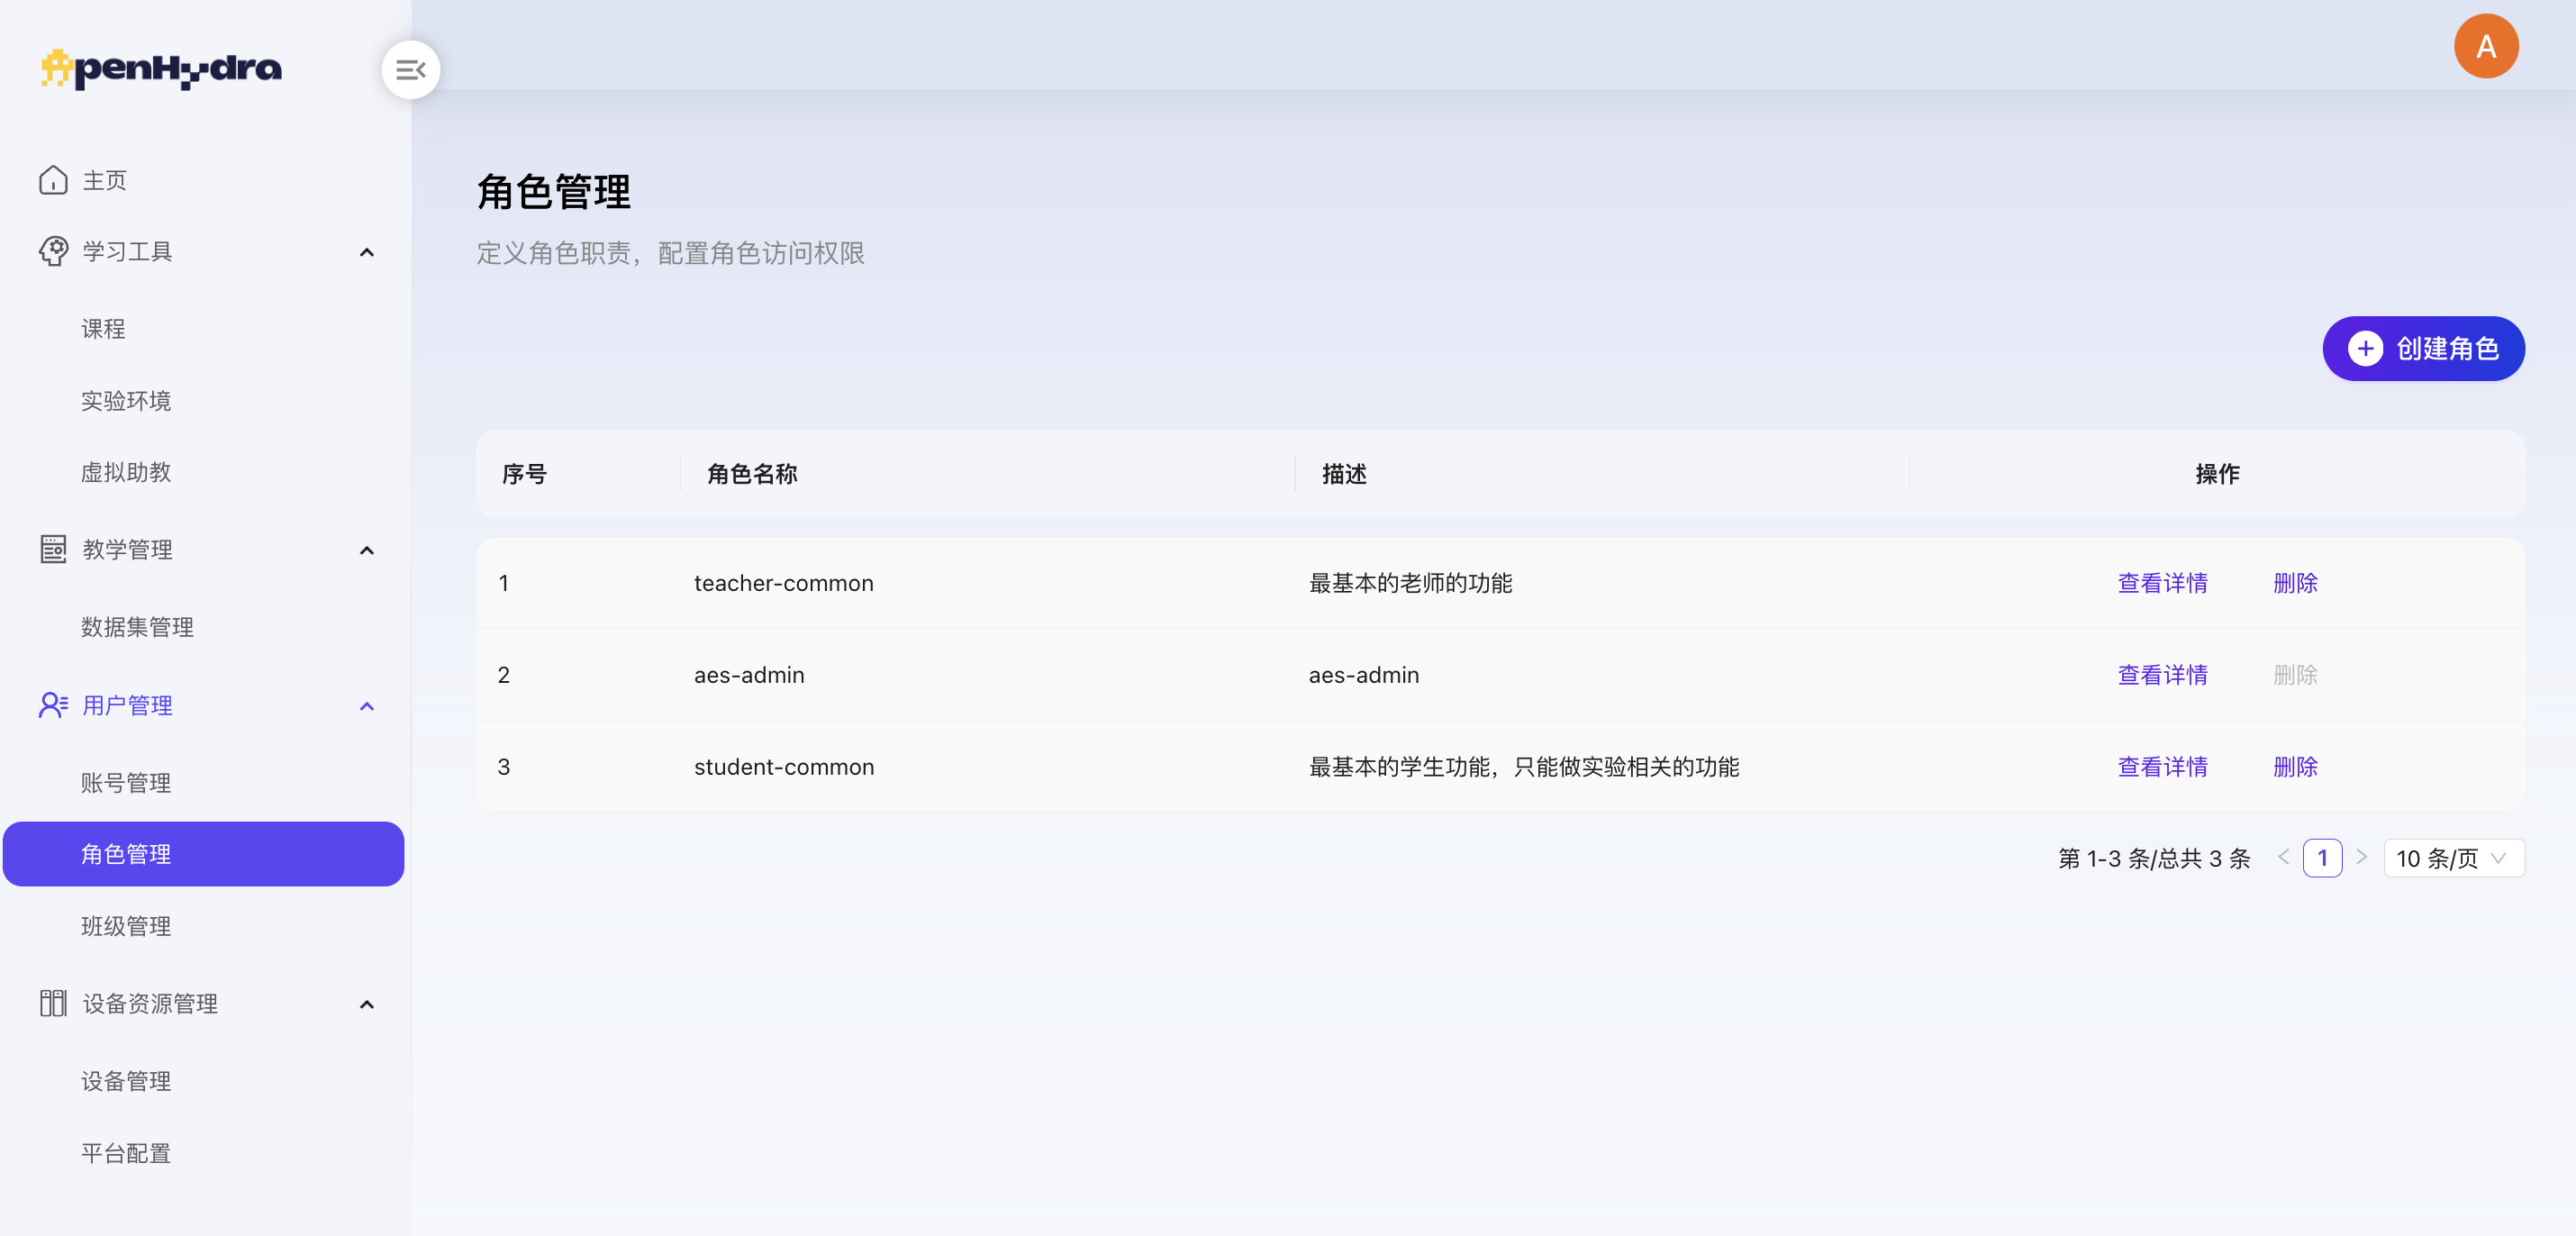 OpenHydra
A
主页
学习工具
课程
实验环境
虚拟助教
教学管理
数据集管理
用户管理
账号管理
角色管理
班级管理
设备资源管理
设备管理
平台配置
角色管理
定义角色职责，配置角色访问权限
创建角色
序号 角色名称 描述 操作
1 teacher-common 最基本的老师的功能 查看详情 删除
2 aes-admin aes-admin 查看详情 删除
3 student-common 最基本的学生功能，只能做实验相关的功能 查看详情 删除
第 1-3 条/总共 3 条 1 10 条/页